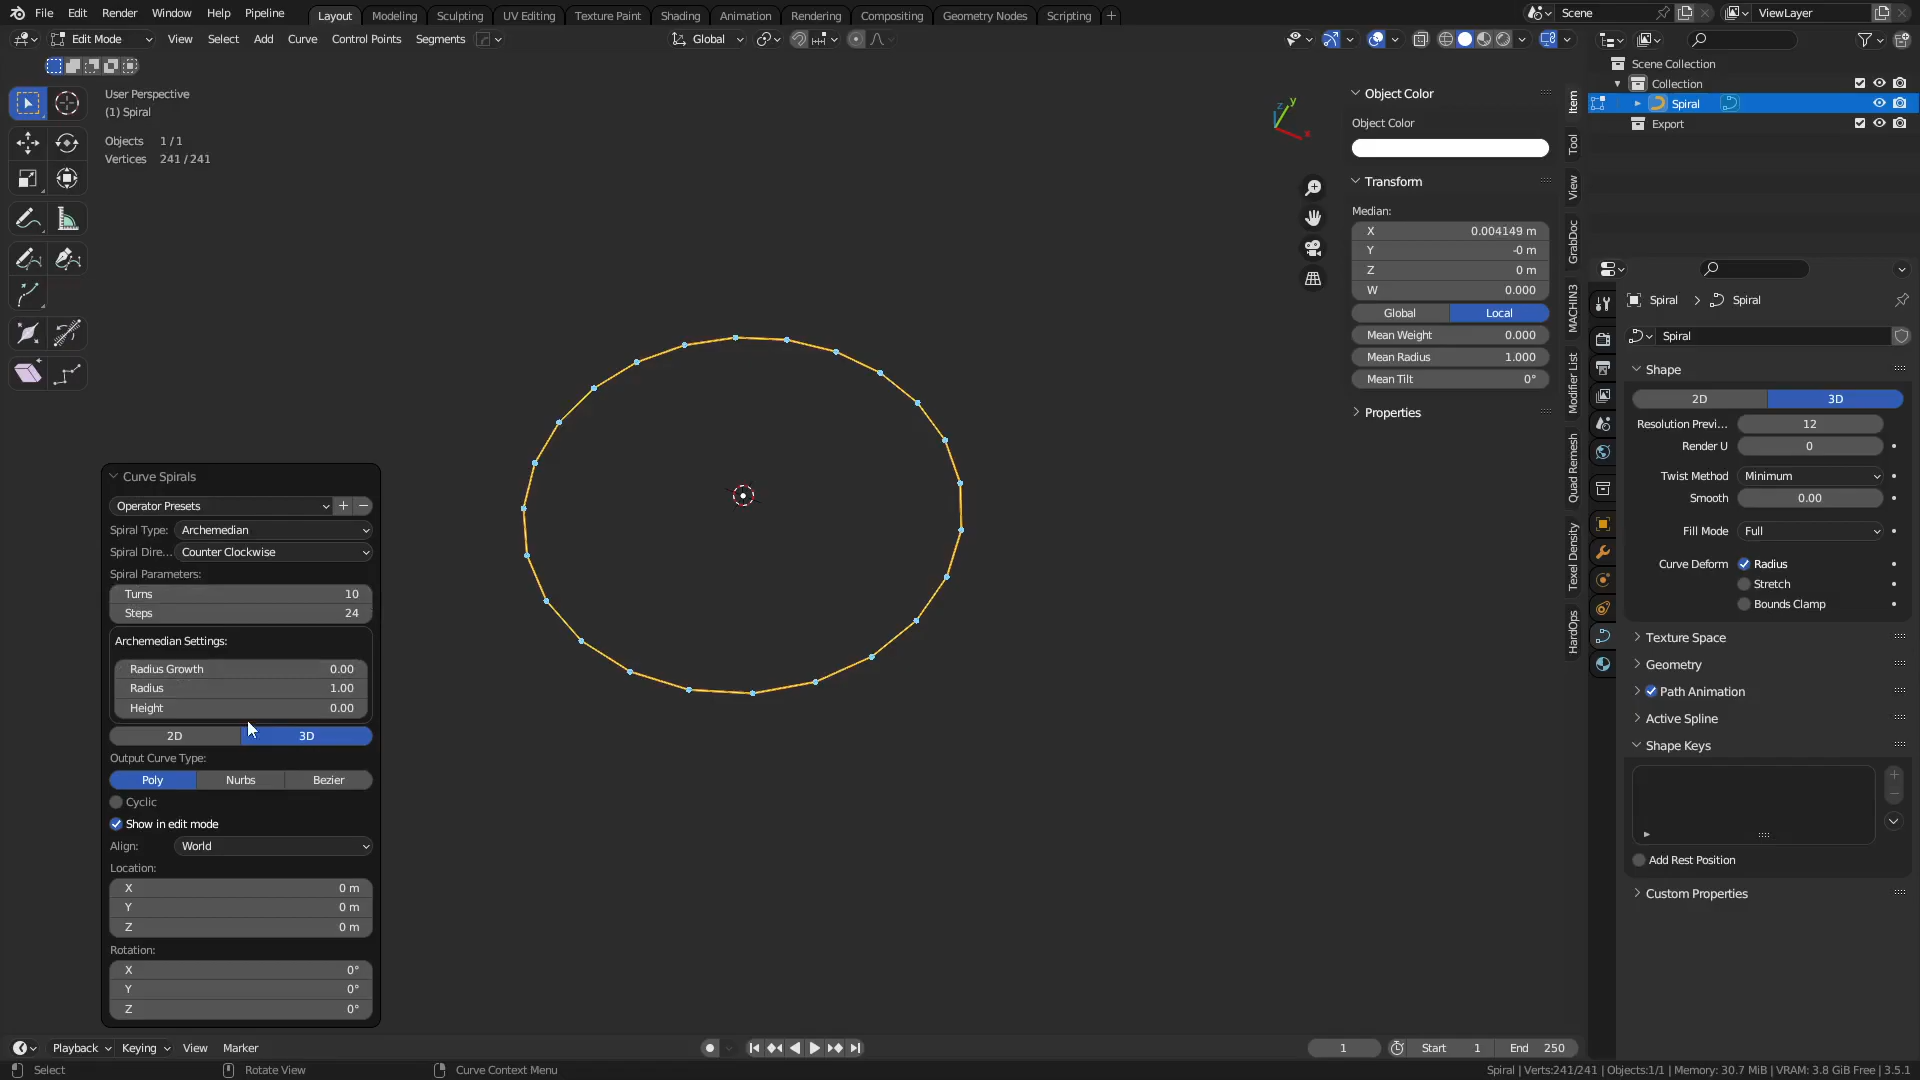 File Edit Render Window Help Pipeline Layout Modeling Sculpting UV Editing Texture Paint Shading Animation Rendering Compositing Geometry Nodes Scripting + Scene ViewLayer
Edit Mode View Select Add Curve Control Points Segments Global
User Perspective
(1) Spiral
Objects 1 / 1
Vertices 241 / 241
z y x
Object Color
Object Color
Transform
Median:
X 0.004149 m
Y -0 m
Z 0 m
W 0.000
Global Local
Mean Weight 0.000
Mean Radius 1.000
Mean Tilt 0°
Properties
Item
Tool
View
GrabDoc
MACHIN3
Modifier List
Quad Remesh
Texel Density
HardOps
Scene Collection
Collection
Spiral
Export
Spiral > Spiral
Spiral
Shape
2D 3D
Resolution Previ... 12
Render U 0
Twist Method Minimum
Smooth 0.00
Fill Mode Full
Curve Deform Radius
Stretch
Bounds Clamp
Texture Space
Geometry
Path Animation
Active Spline
Shape Keys
Add Rest Position
Custom Properties
Curve Spirals
Operator Presets + −
Spiral Type: Archemedian
Spiral Dire... Counter Clockwise
Spiral Parameters:
Turns 10
Steps 24
Archemedian Settings:
Radius Growth 0.00
Radius 1.00
Height 0.00
2D 3D
Output Curve Type:
Poly Nurbs Bezier
Cyclic
Show in edit mode
Align: World
Location:
X 0 m
Y 0 m
Z 0 m
Rotation:
X 0°
Y 0°
Z 0°
Playback Keying View Marker 1 Start 1 End 250
Select Rotate View Curve Context Menu Spiral | Verts:241/241 | Objects:1/1 | Memory: 30.7 MiB | VRAM: 3.8 GiB Free | 3.5.1